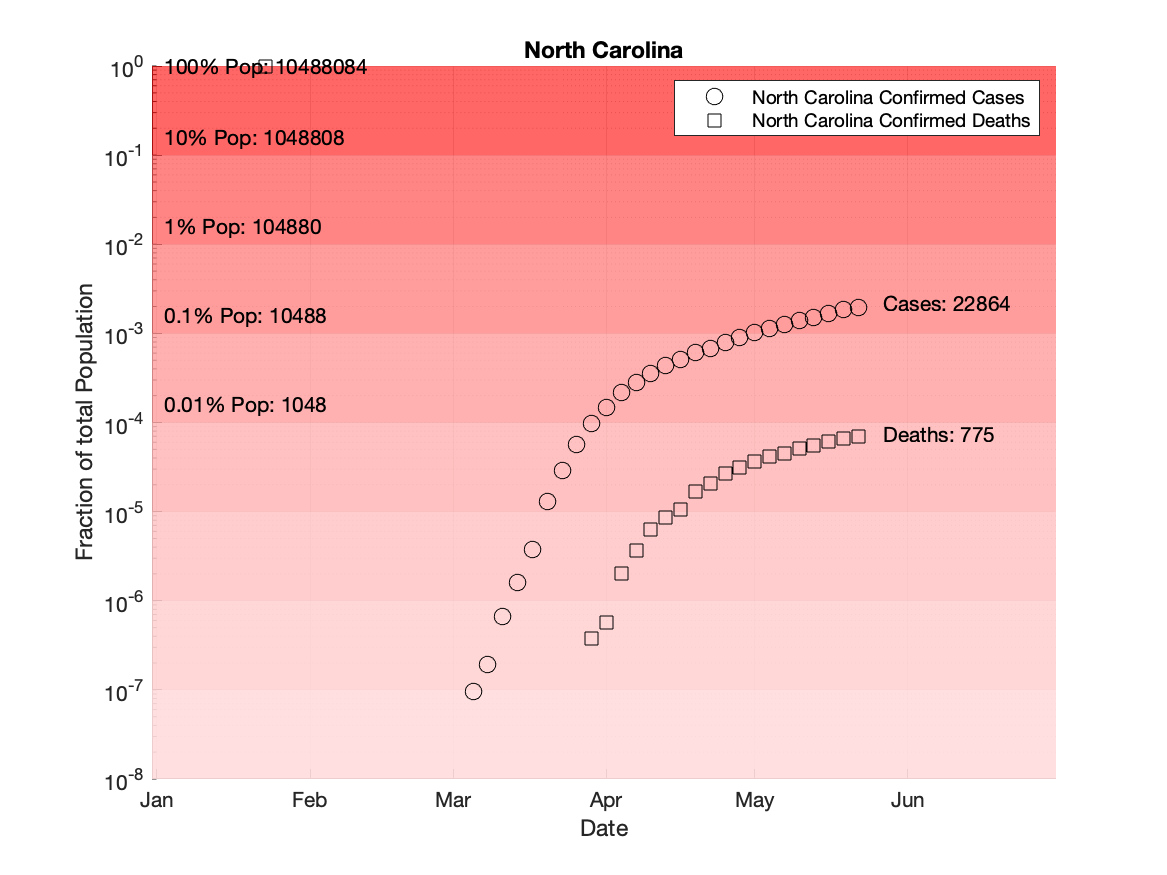 North Carolina
100% Pop: 10488084
10% Pop: 1048808
1% Pop: 104880
0.1% Pop: 10488
0.01% Pop: 1048
North Carolina Confirmed Cases
North Carolina Confirmed Deaths
Cases: 22864
Deaths: 775
Fraction of total Population
10^0
10^-1
10^-2
10^-3
10^-4
10^-5
10^-6
10^-7
10^-8
Jan Feb Mar Apr May Jun
Date